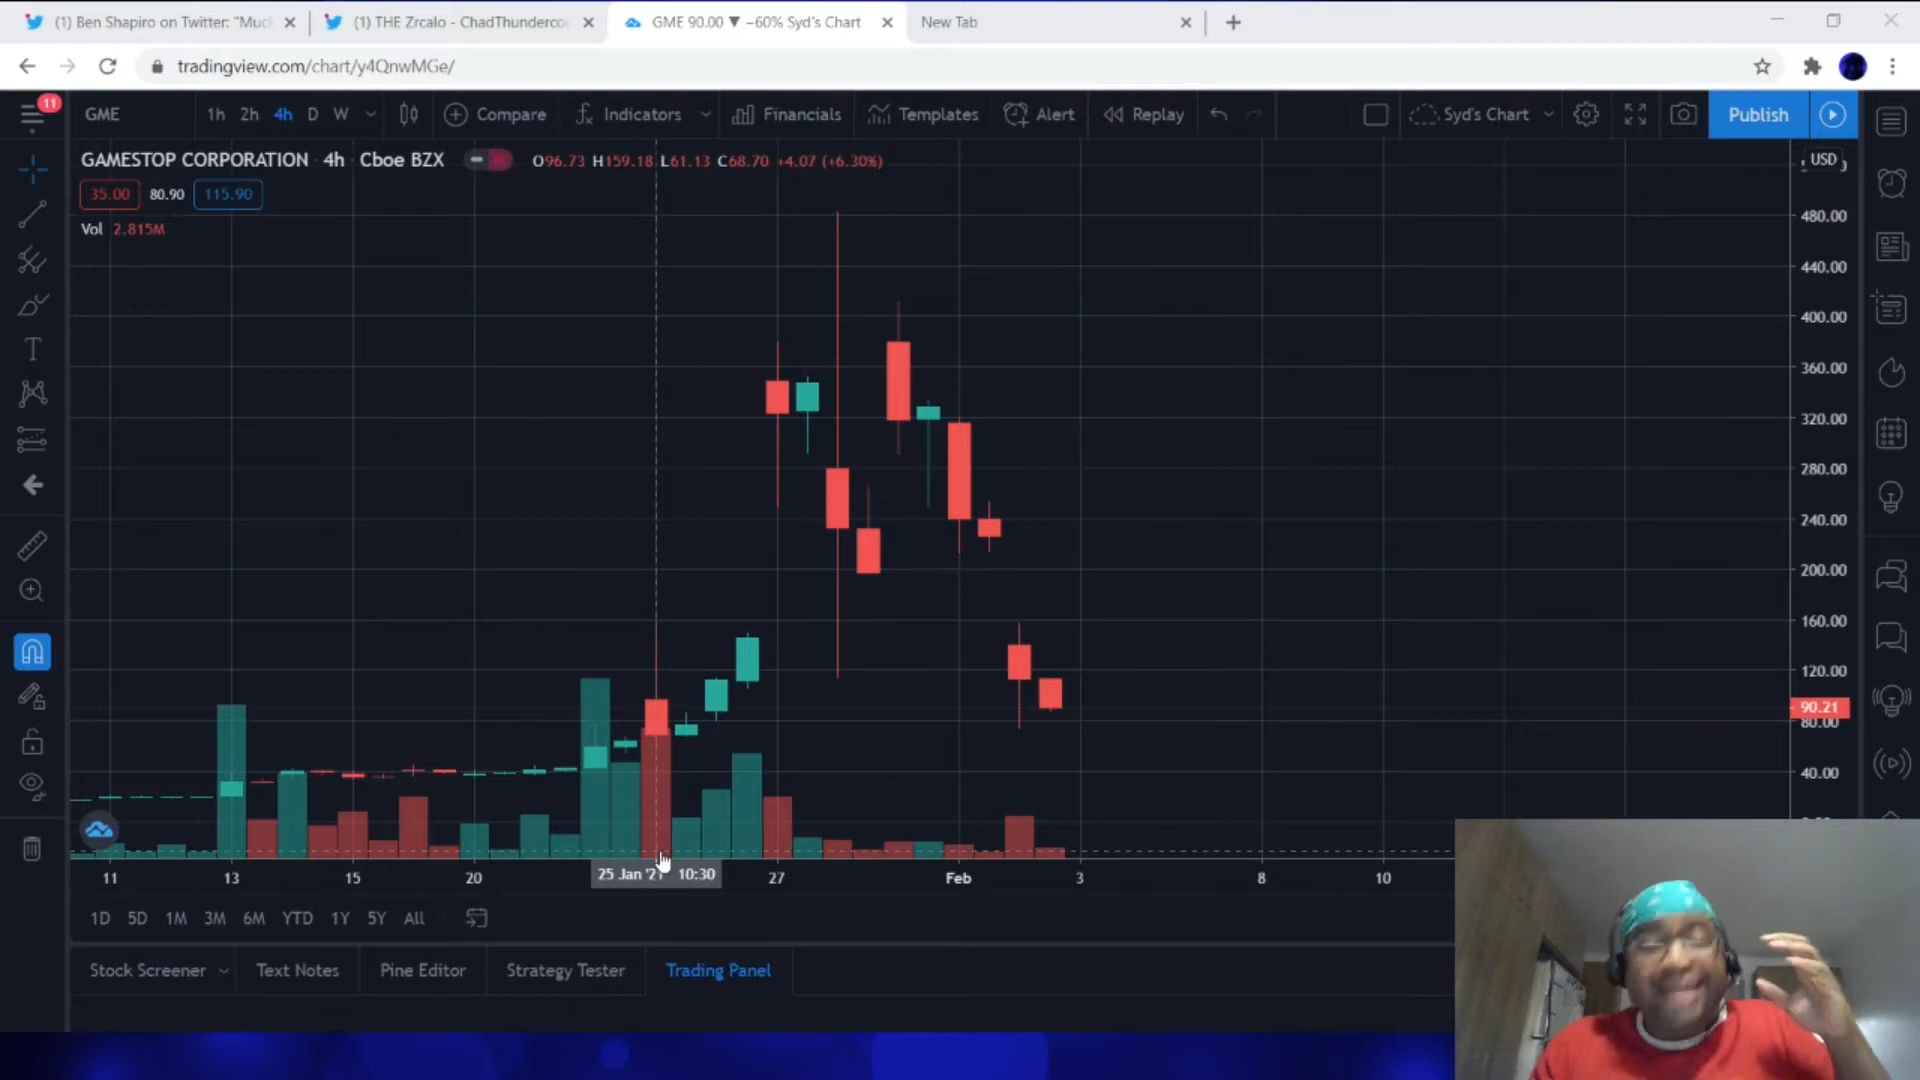 (1) Ben Shapiro on Twitter: "Muc
(1) THE Zrcalo - ChadThunderco
GME 90.00 ▼ −60% Syd's Chart
New Tab
tradingview.com/chart/y4QnwMGe/
11
GME
1h 2h 4h D W
Compare
Indicators
Financials
Templates
Alert
Replay
Syd's Chart
Publish
GAMESTOP CORPORATION 4h Cboe BZX
O96.73 H159.18 L61.13 C68.70 +4.07 (+6.30%)
USD
35.00 80.90 115.90
Vol 2.815M
480.00
440.00
400.00
360.00
320.00
280.00
240.00
200.00
160.00
120.00
90.21
80.00
40.00
11 13 15 20 25 Jan '21 10:30 27 Feb 3 8 10
1D 5D 1M 3M 6M YTD 1Y 5Y All
Stock Screener Text Notes Pine Editor Strategy Tester Trading Panel